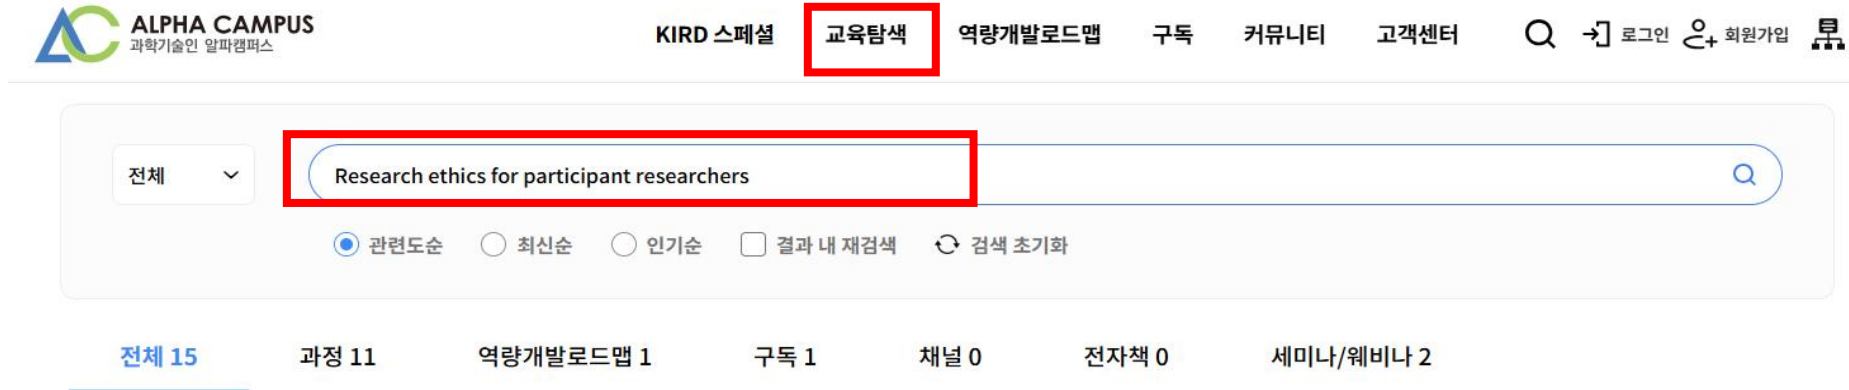 ALPHA CAMPUS
과학기술인 알파캠퍼스
KIRD 스페셜 교육탐색 역량개발로드맵 구독 커뮤니티 고객센터 로그인 회원가입
전체 Research ethics for participant researchers
관련도순 최신순 인기순 결과 내 재검색 검색 초기화
전체 15 과정 11 역량개발로드맵 1 구독 1 채널 0 전자책 0 세미나/웨비나 2